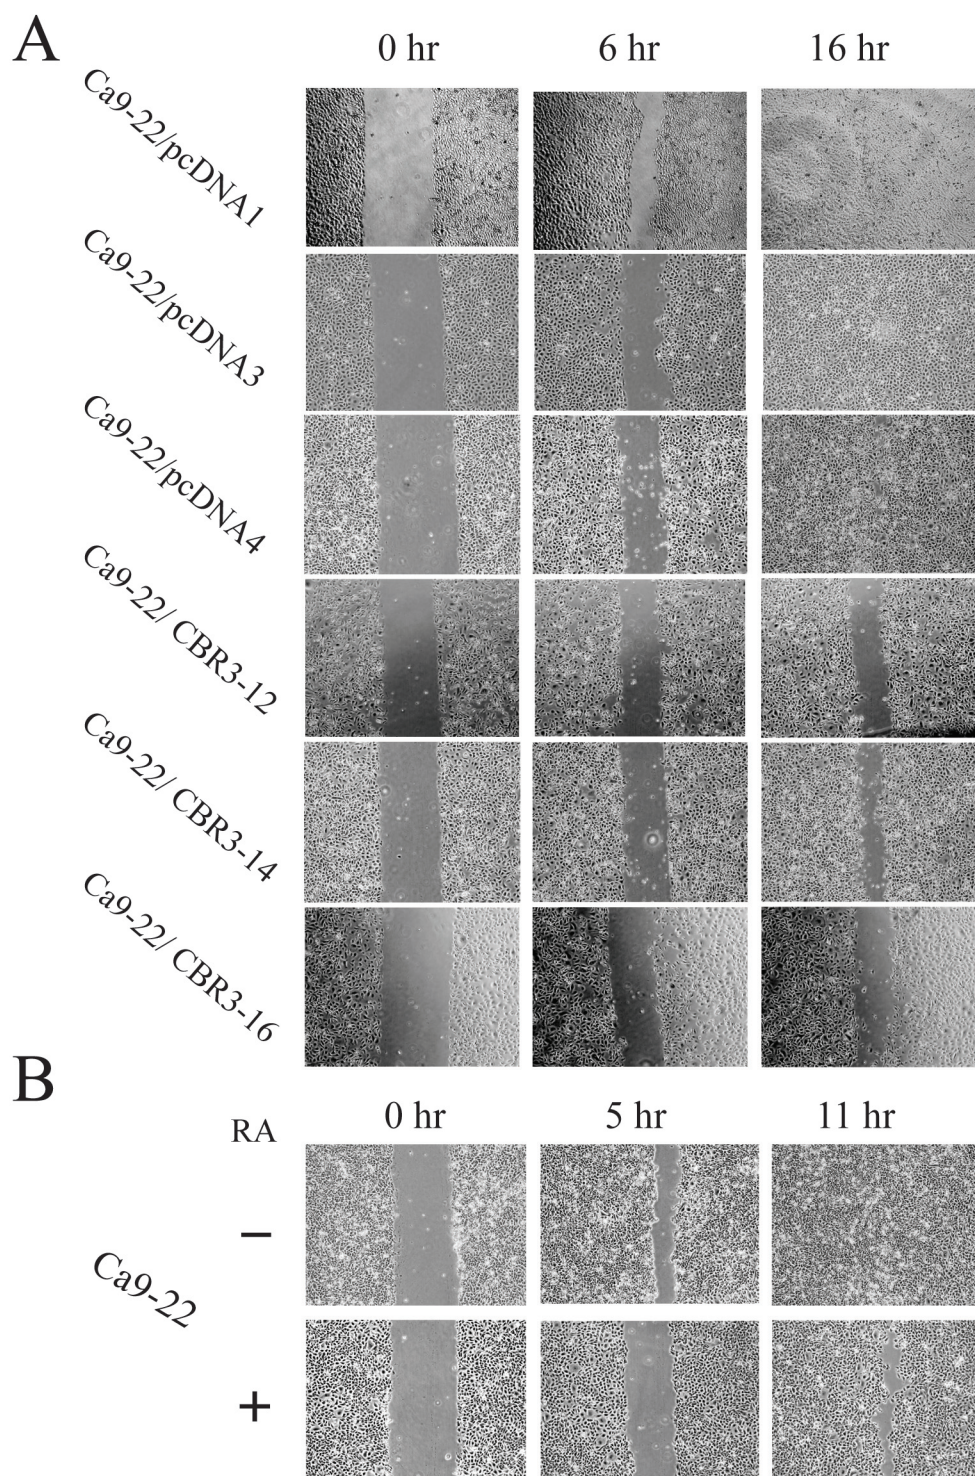 A
0 hr 6 hr 16 hr
Ca9-22/pcDNA1
Ca9-22/pcDNA3
Ca9-22/pcDNA4
Ca9-22/ CBR3-12
Ca9-22/ CBR3-14
Ca9-22/ CBR3-16
B
RA 0 hr 5 hr 11 hr
−
Ca9-22
+